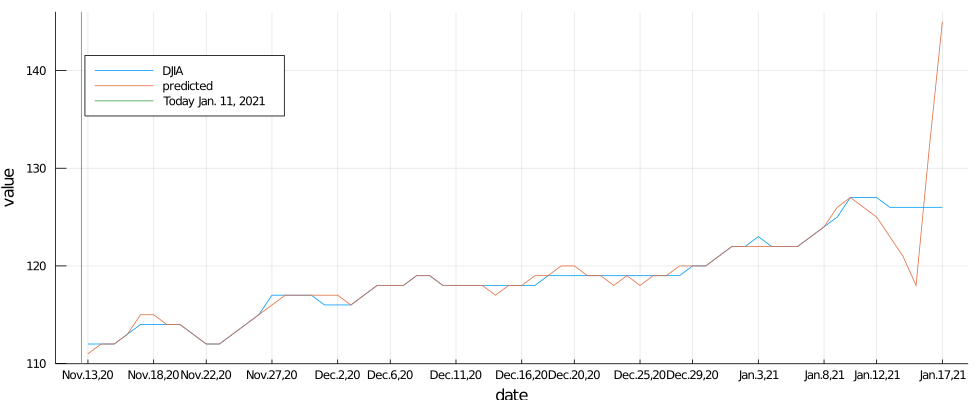 DJIA
predicted
Today Jan. 11, 2021
value
140
130
120
110
Nov.13,20 Nov.18,20 Nov.22,20 Nov.27,20 Dec.2,20 Dec.6,20 Dec.11,20 Dec.16,20 Dec.20,20 Dec.25,20 Dec.29,20 Jan.3,21 Jan.8,21 Jan.12,21 Jan.17,21
date